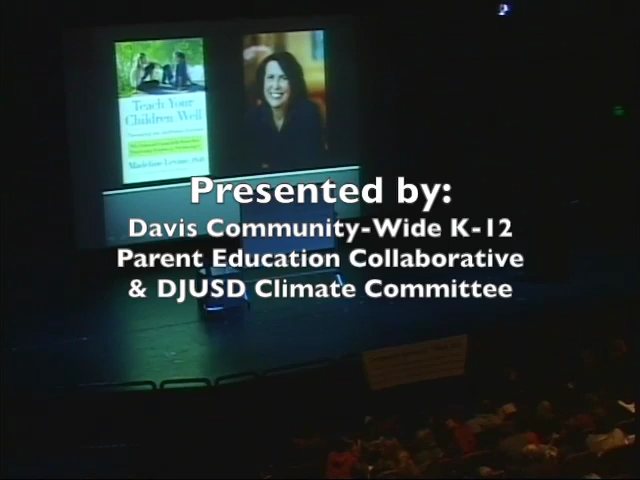 Teach Your
Children Well
Madeline Levine, PhD
Presented by:
Davis Community-Wide K-12
Parent Education Collaborative
& DJUSD Climate Committee